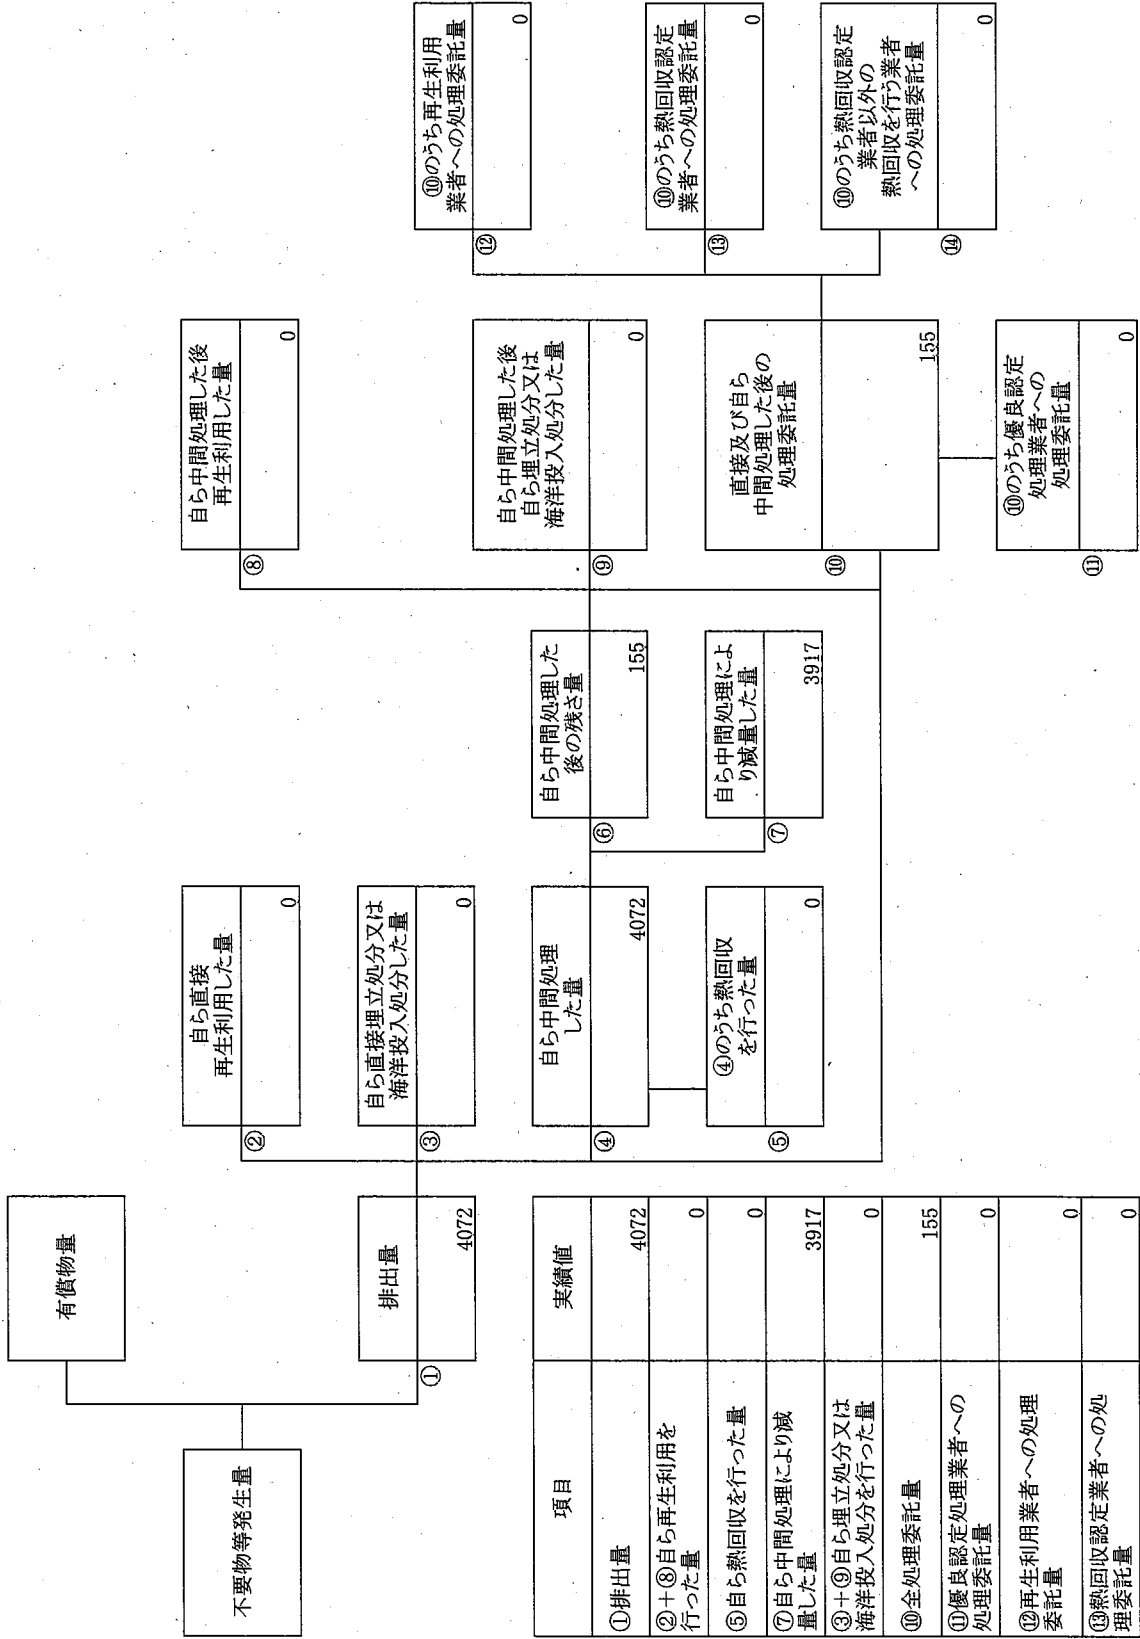 不要物等発生量
有償物量
排出量
①
4072
自ら直接
再生利用した量
②
0
自ら直接埋立処分又は
海洋投入処分した量
③
0
自ら中間処理
した量
④
4072
④のうち熱回収
を行った量
⑤
0
自ら中間処理した
後の残さ量
⑥
155
自ら中間処理によ
り減量した量
⑦
3917
自ら中間処理した後
再生利用した量
⑧
0
自ら中間処理した後
自ら埋立処分又は
海洋投入処分した量
⑨
0
直接及び自ら
中間処理した後の
処理委託量
⑩
155
⑩のうち優良認定
処理業者への
処理委託量
⑪
0
⑩のうち再生利用
業者への処理委託量
⑫
0
⑩のうち熱回収認定
業者への処理委託量
⑬
0
⑩のうち熱回収認定
業者以外の
熱回収を行う業者
への処理委託量
⑭
0
項目
実績値
①排出量
4072
②+⑧自ら再生利用を
行った量
0
⑤自ら熱回収を行った量
0
⑦自ら中間処理により減
量した量
3917
③+⑨自ら埋立処分又は
海洋投入処分を行った量
0
⑩全処理委託量
155
⑪優良認定処理業者への
処理委託量
0
⑫再生利用業者への処理
委託量
0
⑬熱回収認定業者への処
理委託量
0